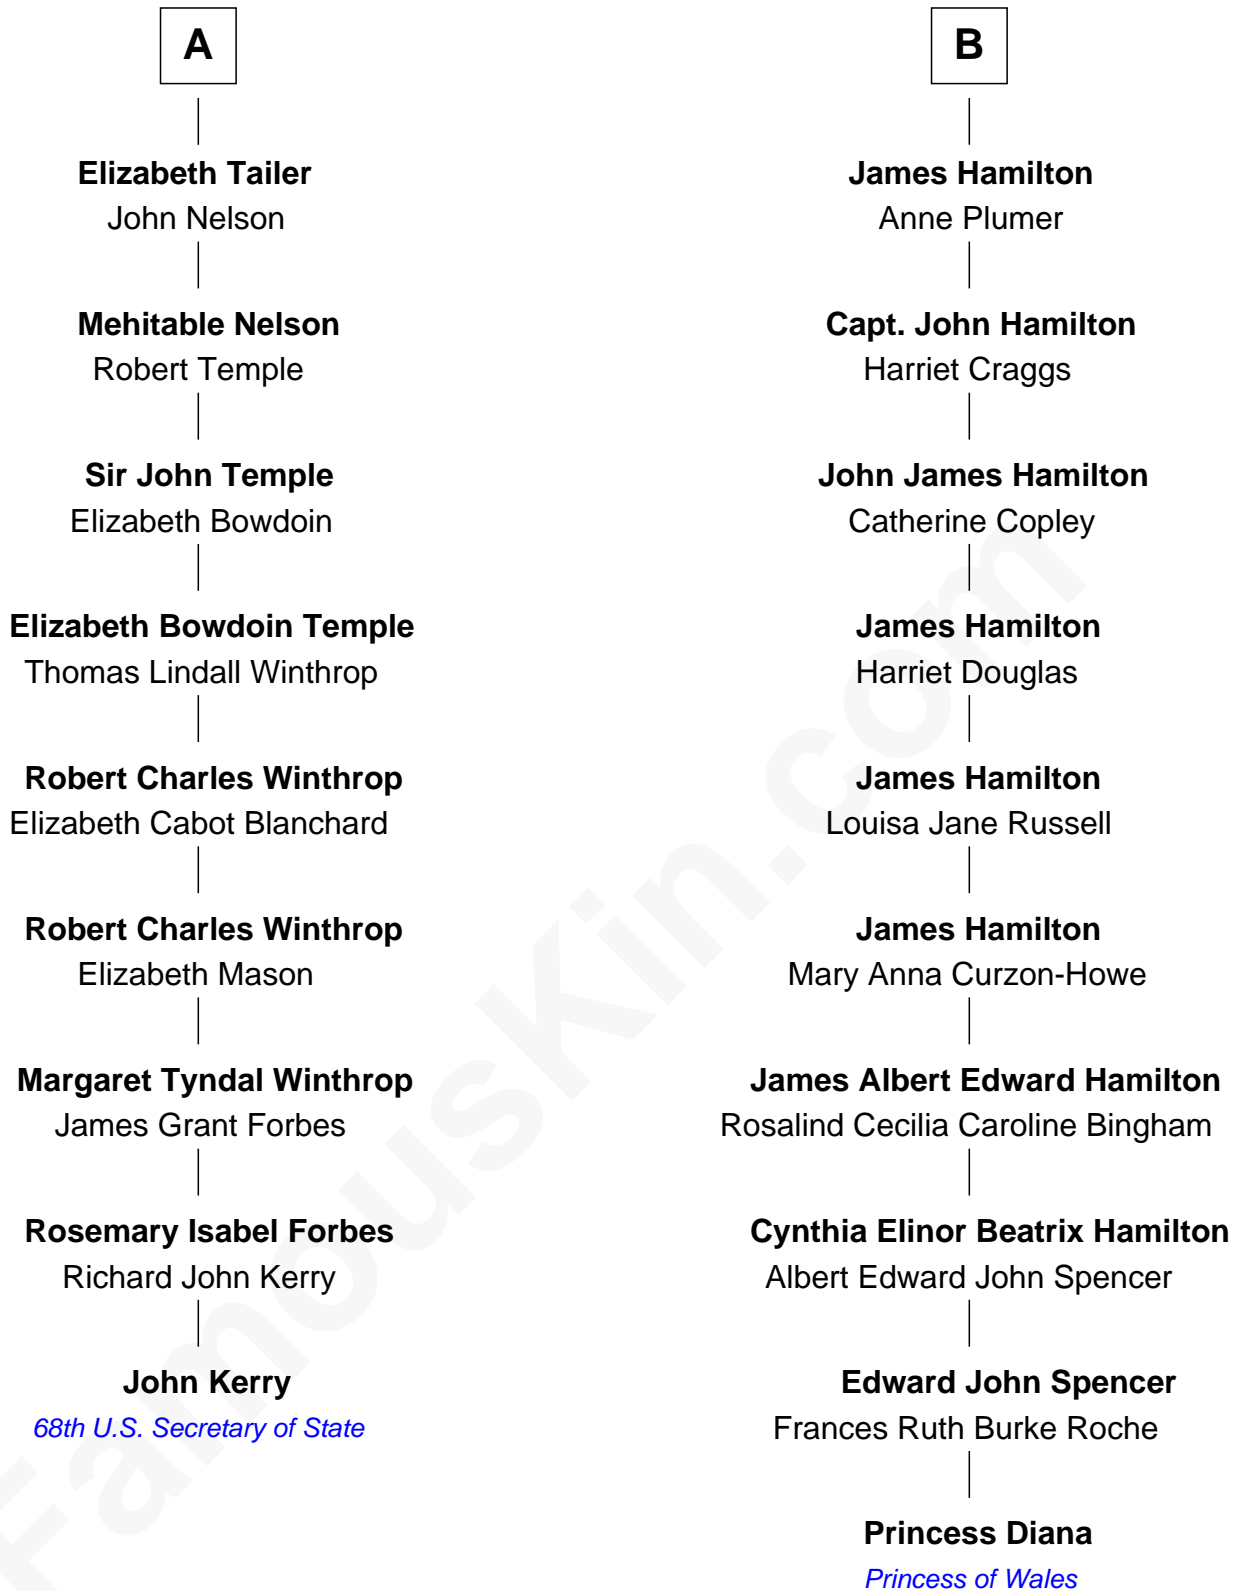 A
Elizabeth Tailer
John Nelson
Mehitable Nelson
Robert Temple
Sir John Temple
Elizabeth Bowdoin
Elizabeth Bowdoin Temple
Thomas Lindall Winthrop
Robert Charles Winthrop
Elizabeth Cabot Blanchard
Robert Charles Winthrop
Elizabeth Mason
Margaret Tyndal Winthrop
James Grant Forbes
Rosemary Isabel Forbes
Richard John Kerry
John Kerry
68th U.S. Secretary of State
B
James Hamilton
Anne Plumer
Capt. John Hamilton
Harriet Craggs
John James Hamilton
Catherine Copley
James Hamilton
Harriet Douglas
James Hamilton
Louisa Jane Russell
James Hamilton
Mary Anna Curzon-Howe
James Albert Edward Hamilton
Rosalind Cecilia Caroline Bingham
Cynthia Elinor Beatrix Hamilton
Albert Edward John Spencer
Edward John Spencer
Frances Ruth Burke Roche
Princess Diana
Princess of Wales
FamousKin.com